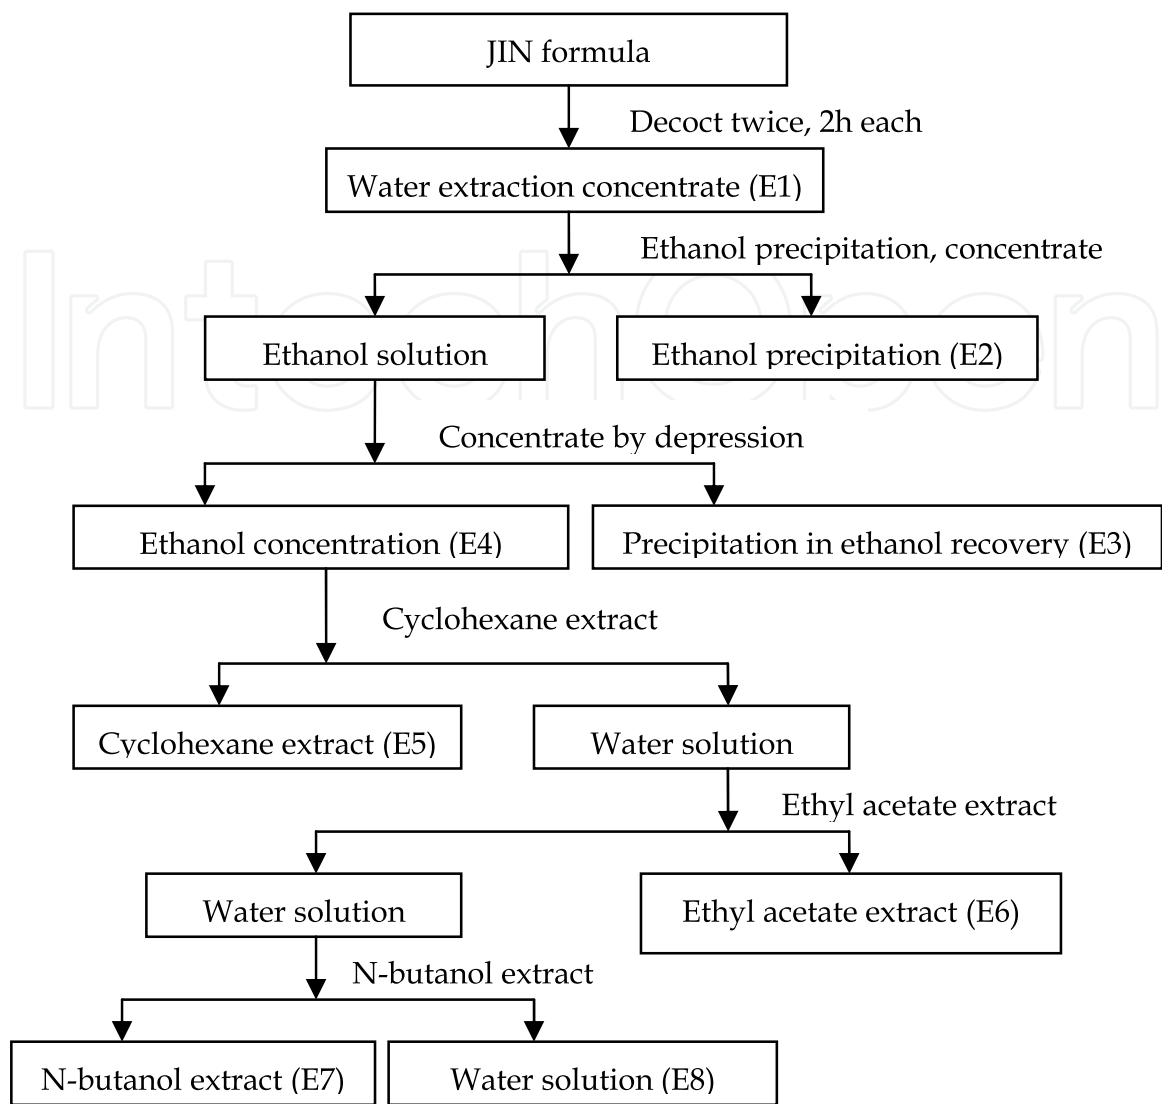 JIN formula
Decoct twice, 2h each
Water extraction concentrate (E1)
Ethanol precipitation, concentrate
IntechOpen
Ethanol solution
Ethanol precipitation (E2)
Concentrate by depression
Ethanol concentration (E4)
Precipitation in ethanol recovery (E3)
Cyclohexane extract
Cyclohexane extract (E5)
Water solution
Ethyl acetate extract
Water solution
Ethyl acetate extract (E6)
N-butanol extract
N-butanol extract (E7)
Water solution (E8)